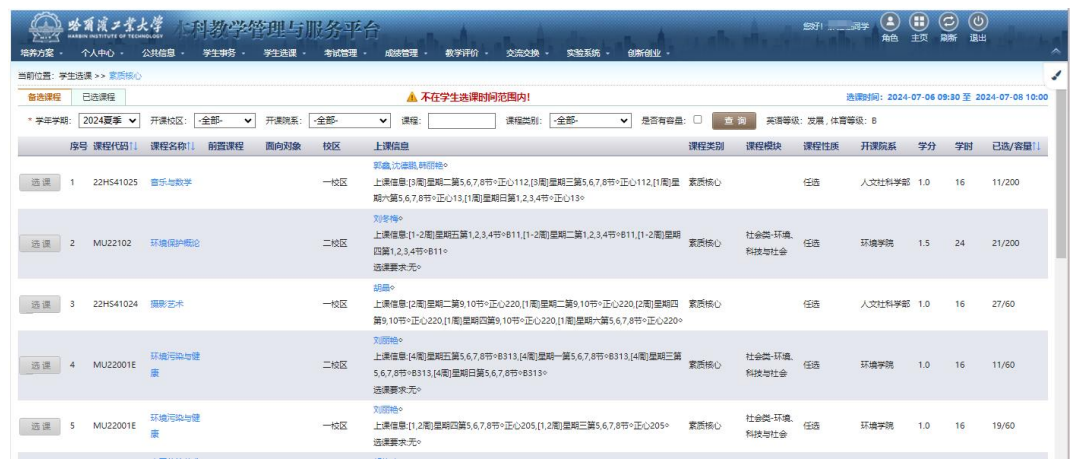 哈尔滨工业大学
HARBIN INSTITUTE OF TECHNOLOGY
本科教学管理与服务平台
您好! 同学
角色 主页 刷新 退出
培养方案 个人中心 公共信息 学生事务 学生选课 考试管理 成绩管理 教学评价 交流交换 实验系统 创新创业
当前位置: 学生选课 >> 素质核心
备选课程 已选课程 不在学生选课时间范围内! 选课时间: 2024-07-06 09:30 至 2024-07-08 10:00
* 学年学期: 2024夏季 开课校区: -全部- 开课院系: -全部- 课程: 课程类别: -全部- 是否有容量: 查 询 英语等级: 发展 , 体育等级: B
序号 课程代码 课程名称 前置课程 面向对象 校区 上课信息 课程类别 课程模块 课程性质 开课院系 学分 学时 已选/容量
郭鑫,沈德鹏,韩丽艳◇
选 课 1 22HS41025 音乐与数学 一校区 上课信息:[3周]星期二第5,6,7,8节◇正心112,[3周]星期三第5,6,7,8节◇正心112,[1周]星 素质核心 任选 人文社科学部 1.0 16 11/200
期六第5,6,7,8节◇正心13,[1周]星期日第1,2,3,4节◇正心13◇
刘冬梅◇
选 课 2 MU22102 环境保护概论 二校区 上课信息:[1-2周]星期五第1,2,3,4节◇B11,[1-2周]星期二第1,2,3,4节◇B11,[1-2周]星期 素质核心 社会类-环境、 任选 环境学院 1.5 24 21/200
四第1,2,3,4节◇B11◇ 科技与社会
选课要求:无◇
胡晶◇
选 课 3 22HS41024 摄影艺术 一校区 上课信息:[2周]星期二第9,10节◇正心220,[1周]星期二第9,10节◇正心220,[2周]星期四 素质核心 任选 人文社科学部 1.0 16 27/60
第9,10节◇正心220,[1周]星期四第9,10节◇正心220,[1周]星期六第5,6,7,8节◇正心220◇
刘丽艳◇
选 课 4 MU22001E 环境污染与健 二校区 上课信息:[4周]星期五第5,6,7,8节◇B313,[4周]星期一第5,6,7,8节◇B313,[4周]星期三第 素质核心 社会类-环境、 任选 环境学院 1.0 16 11/60
康 5,6,7,8节◇B313,[4周]星期日第5,6,7,8节◇B313◇ 科技与社会
选课要求:无◇
刘丽艳◇
选 课 5 MU22001E 环境污染与健 一校区 上课信息:[1,2周]星期四第5,6,7,8节◇正心205,[1,2周]星期三第5,6,7,8节◇正心205◇ 素质核心 社会类-环境、 任选 环境学院 1.0 16 19/60
康 选课要求:无◇ 科技与社会